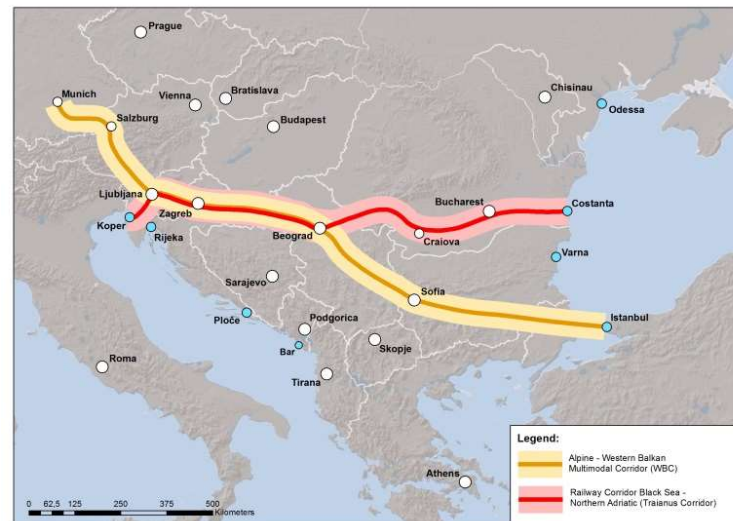 Prague
Munich
Vienna
Bratislava
Chisinau
Odessa
Salzburg
Budapest
Ljubljana
Zagreb
Bucharest
Costanta
Koper
Rijeka
Beograd
Craiova
Varna
Sarajevo
Sofia
Ploče
Podgorica
Istanbul
Bar
Skopje
Roma
Tirana
Athens
Legend:
Alpine - Western Balkan
Multimodal Corridor (WBC)
Railway Corridor Black Sea -
Northern Adriatic (Traianus Corridor)
0 62,5 125 250 375 500
Kilometers